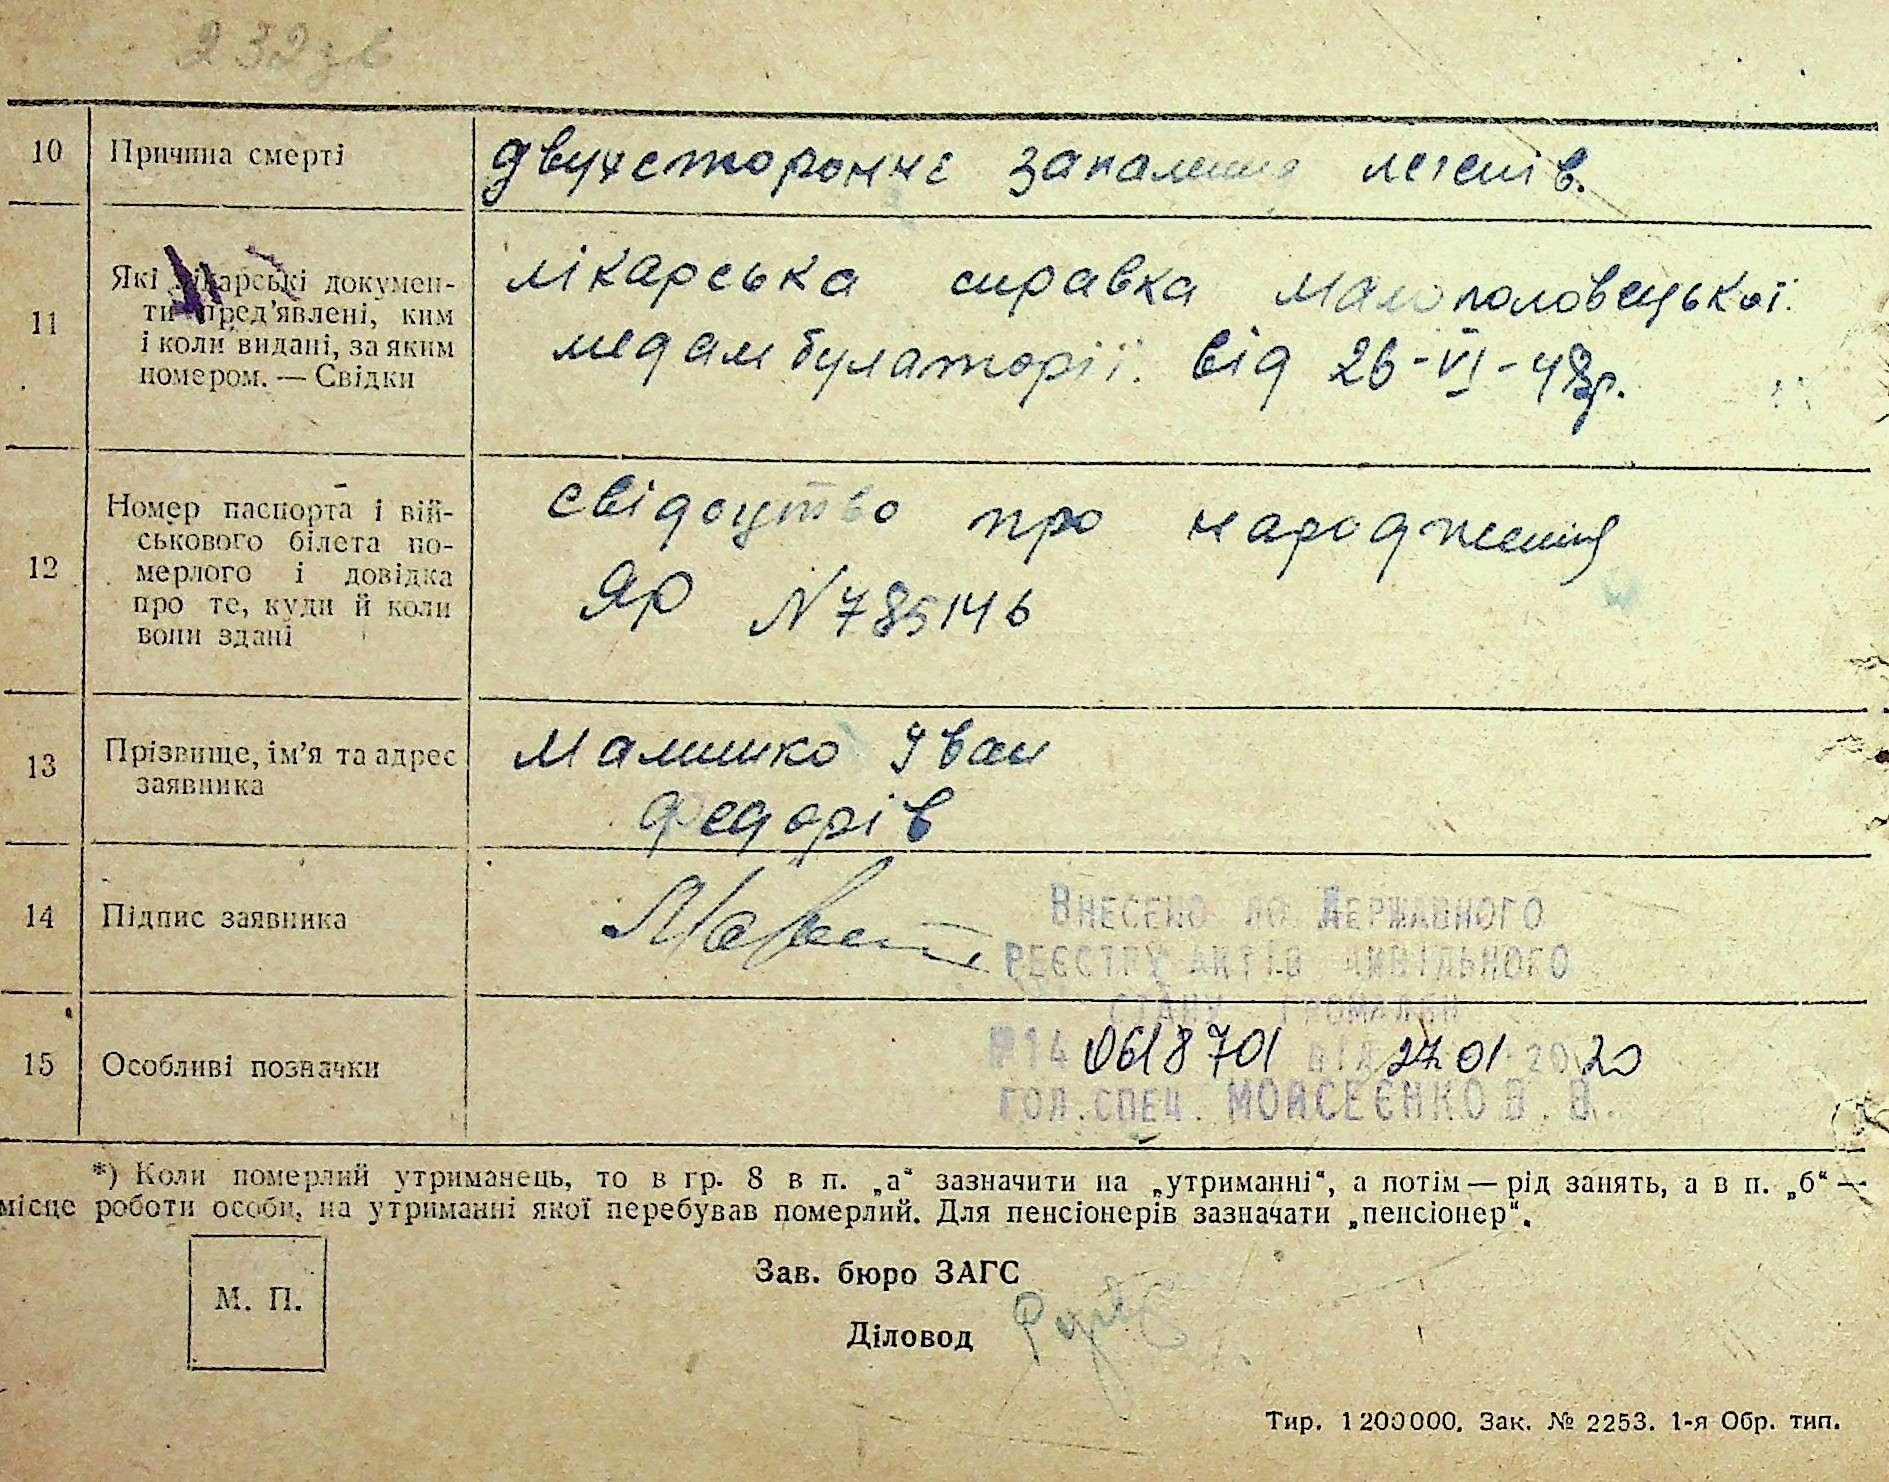 232зв
10 Причина смерті двухстороннє запалення легенів.
11 Які лікарські докумен-
ти пред'явлені, ким
і коли видані, за яким
номером. — Свідки
лікарська справка Малополовецької
медамбулаторії. від 26-VI-48р.
12 Номер паспорта і вій-
ськового білета по-
мерлого і довідка
про те, куди й коли
вони здані
свідоцтво про народження
ЯР N 785146
13 Прізвище, ім'я та адрес
заявника
Малишко Іван
Федорів
14 Підпис заявника
Внесено до Державного
реєстру актів цивільного
стану громадян
15 Особливі позначки
№14 0618701 від 27.01 2020
гол.спец. Моисеєнко В.В.
*) Коли померлий утриманець, то в гр. 8 в п. „а“ зазначити на „утриманні“, а потім — рід занять, а в п. „б“ —
місце роботи особи, на утриманні якої перебував померлий. Для пенсіонерів зазначати „пенсіонер“.
М. П.
Зав. бюро ЗАГС
Діловод
Тир. 1200000. Зак. № 2253. 1-я Обр. тип.